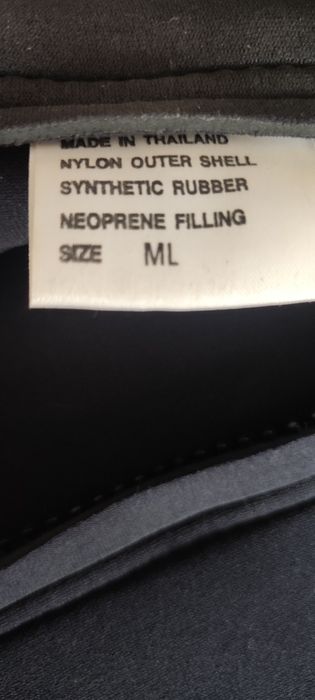 MADE IN THAILAND
NYLON OUTER SHELL
SYNTHETIC RUBBER
NEOPRENE FILLING
SIZE ML